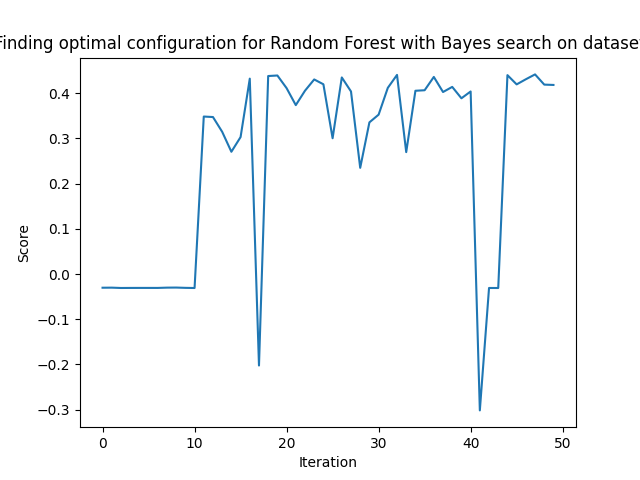 Finding optimal configuration for Random Forest with Bayes search on dataset
0.4
0.3
0.2
0.1
0.0
−0.1
−0.2
−0.3
Score
0 10 20 30 40 50
Iteration